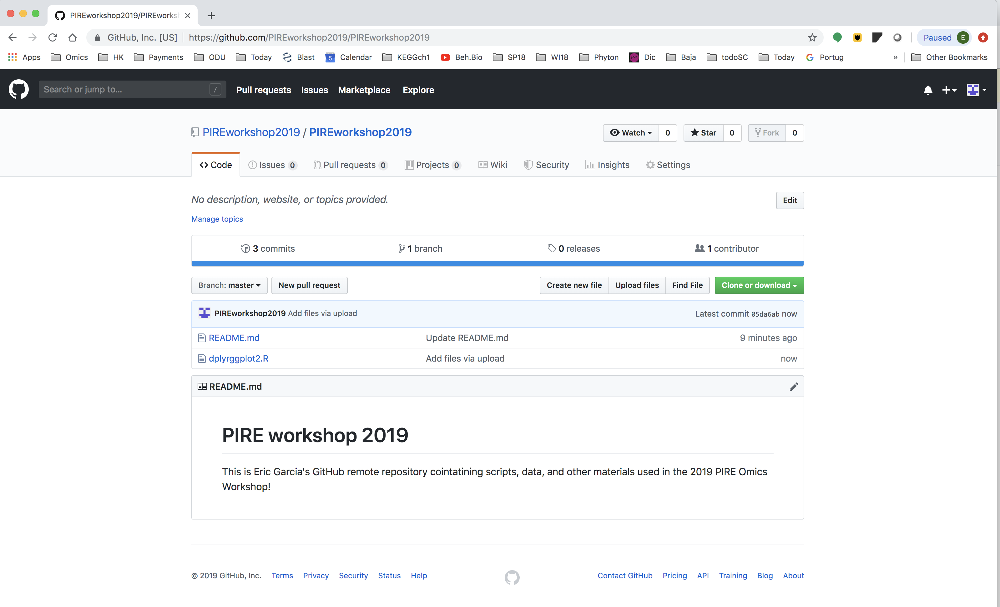 PIREworkshop2019/PIREworks
GitHub, Inc. [US] https://github.com/PIREworkshop2019/PIREworkshop2019 Paused E
Apps Omics HK Payments ODU Today Blast 5 Calendar KEGGch1 Beh.Bio SP18 WI18 Phyton Dic Baja todoSC Today Portug » Other Bookmarks
Search or jump to... / Pull requests Issues Marketplace Explore
PIREworkshop2019 / PIREworkshop2019 Watch 0 Star 0 Fork 0
Code Issues 0 Pull requests 0 Projects 0 Wiki Security Insights Settings
No description, website, or topics provided. Edit
Manage topics
3 commits 1 branch 0 releases 1 contributor
Branch: master New pull request Create new file Upload files Find File Clone or download
PIREworkshop2019 Add files via upload Latest commit 05da6ab now
README.md Update README.md 9 minutes ago
dplyrggplot2.R Add files via upload now
README.md
PIRE workshop 2019
This is Eric Garcia's GitHub remote repository cointatining scripts, data, and other materials used in the 2019 PIRE Omics
Workshop!
© 2019 GitHub, Inc. Terms Privacy Security Status Help Contact GitHub Pricing API Training Blog About